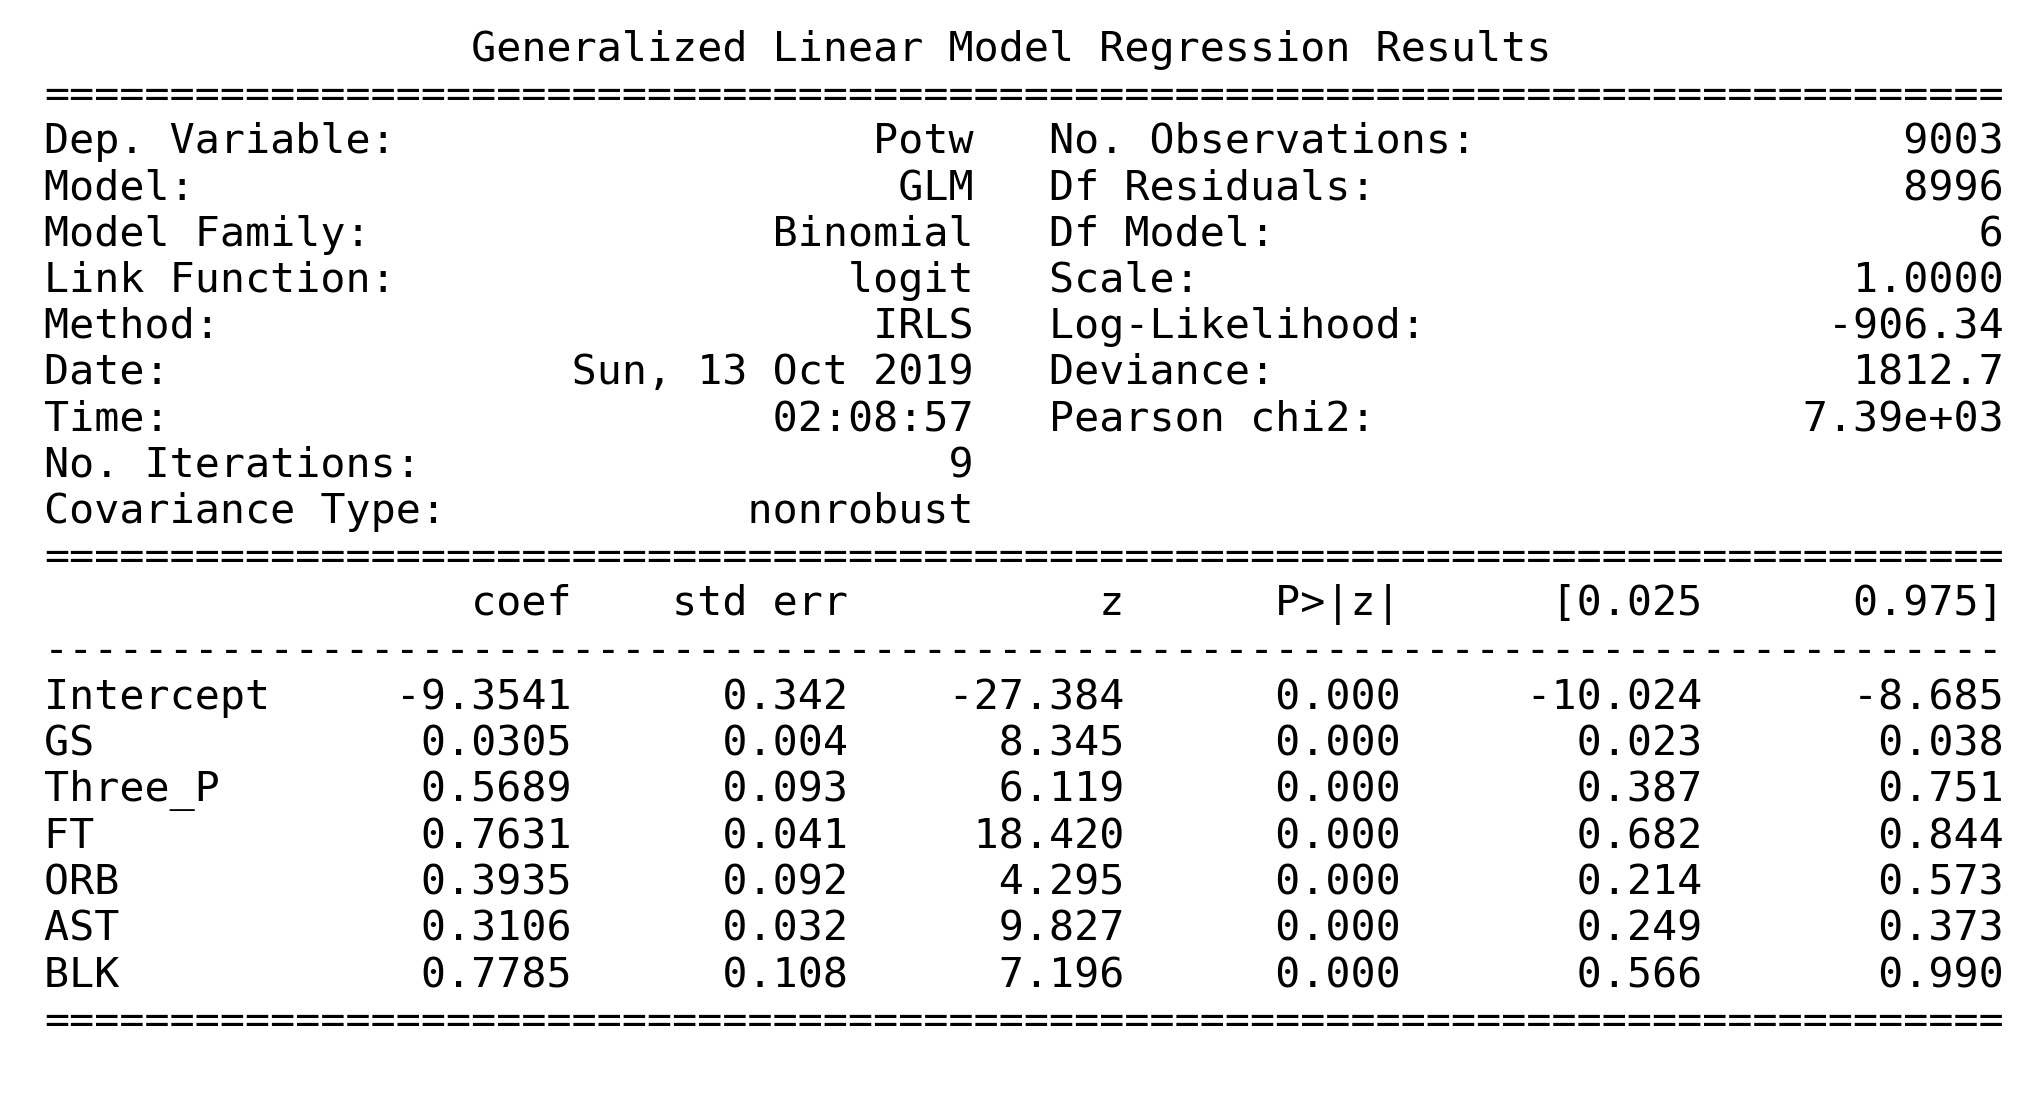 Generalized Linear Model Regression Results
==============================================================================
Dep. Variable:                   Potw   No. Observations:                 9003
Model:                            GLM   Df Residuals:                     8996
Model Family:                Binomial   Df Model:                            6
Link Function:                  logit   Scale:                          1.0000
Method:                          IRLS   Log-Likelihood:                -906.34
Date:                Sun, 13 Oct 2019   Deviance:                       1812.7
Time:                        02:08:57   Pearson chi2:                 7.39e+03
No. Iterations:                     9
Covariance Type:            nonrobust
==============================================================================
                 coef    std err          z      P>|z|      [0.025      0.975]
------------------------------------------------------------------------------
Intercept     -9.3541      0.342    -27.384      0.000     -10.024      -8.685
GS             0.0305      0.004      8.345      0.000       0.023       0.038
Three_P        0.5689      0.093      6.119      0.000       0.387       0.751
FT             0.7631      0.041     18.420      0.000       0.682       0.844
ORB            0.3935      0.092      4.295      0.000       0.214       0.573
AST            0.3106      0.032      9.827      0.000       0.249       0.373
BLK            0.7785      0.108      7.196      0.000       0.566       0.990
==============================================================================